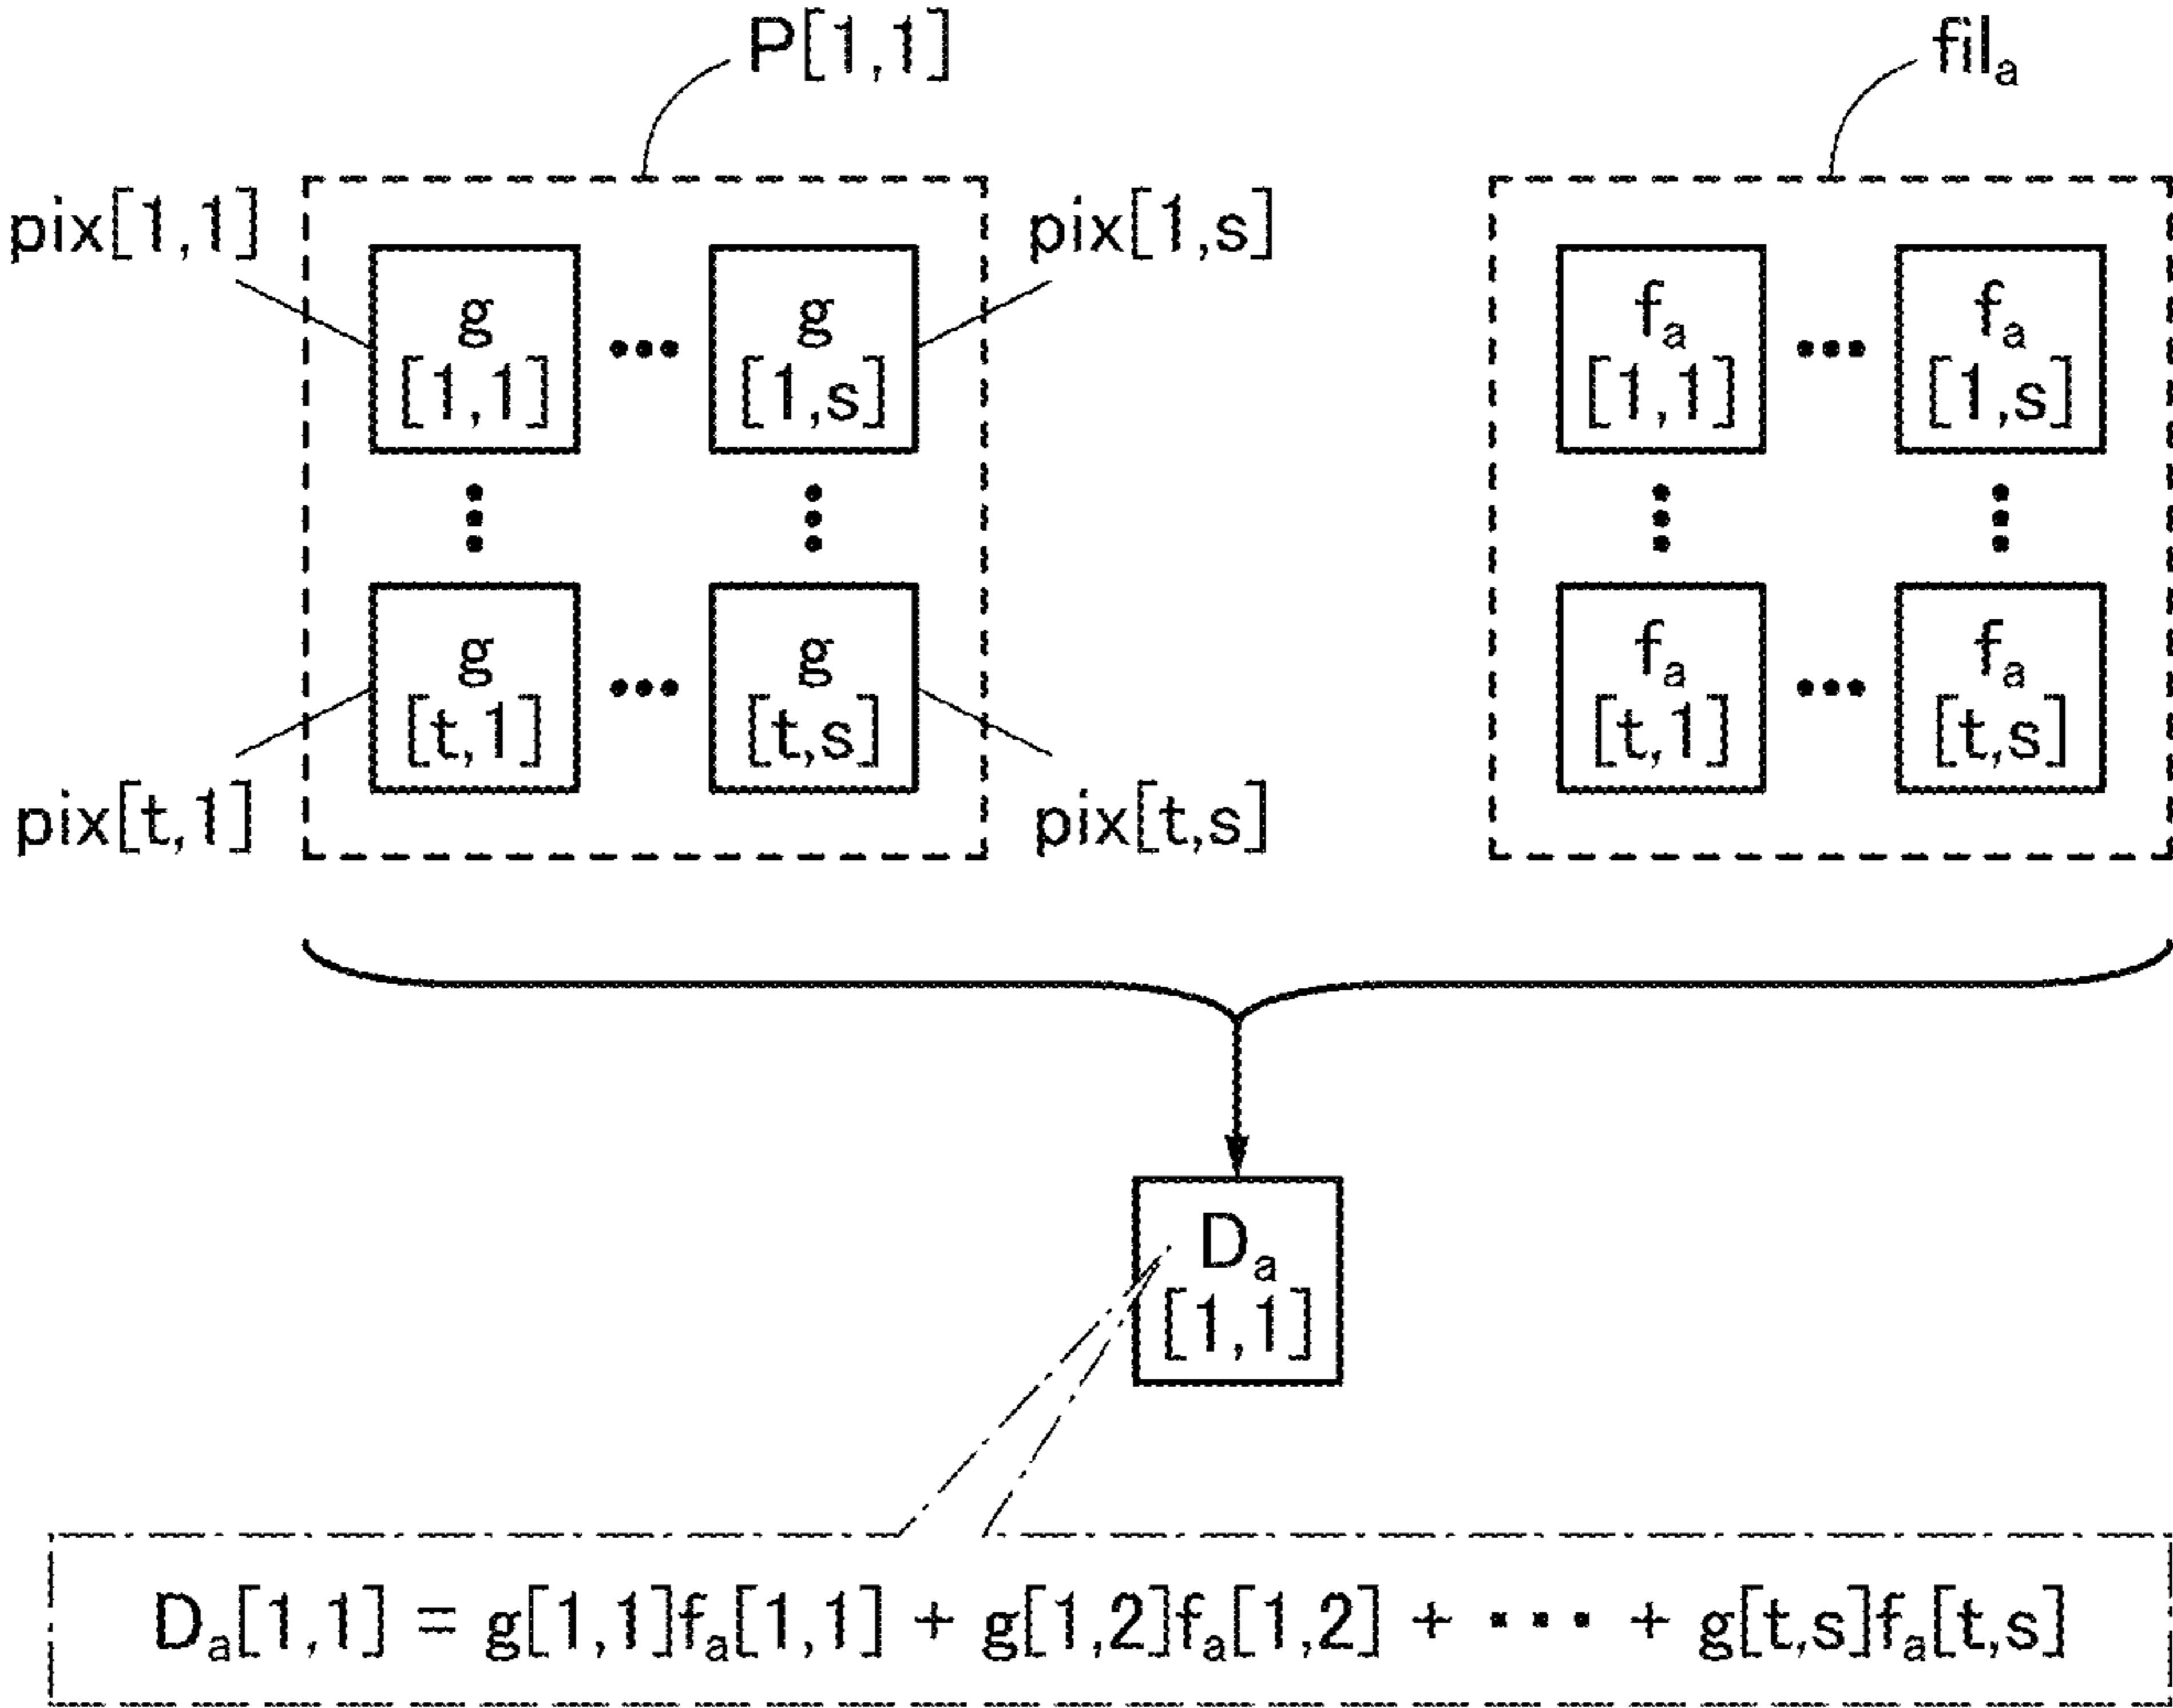 P[1,1]
fil_a
pix[1,1]
pix[1,s]
g
[1,1]
•••
g
[1,s]
f_a
[1,1]
•••
f_a
[1,s]
g
[t,1]
•••
g
[t,s]
f_a
[t,1]
•••
f_a
[t,s]
pix[t,1]
pix[t,s]
D_a
[1,1]
D_a[1,1] = g[1,1]f_a[1,1] + g[1,2]f_a[1,2] + ••• + g[t,s]f_a[t,s]